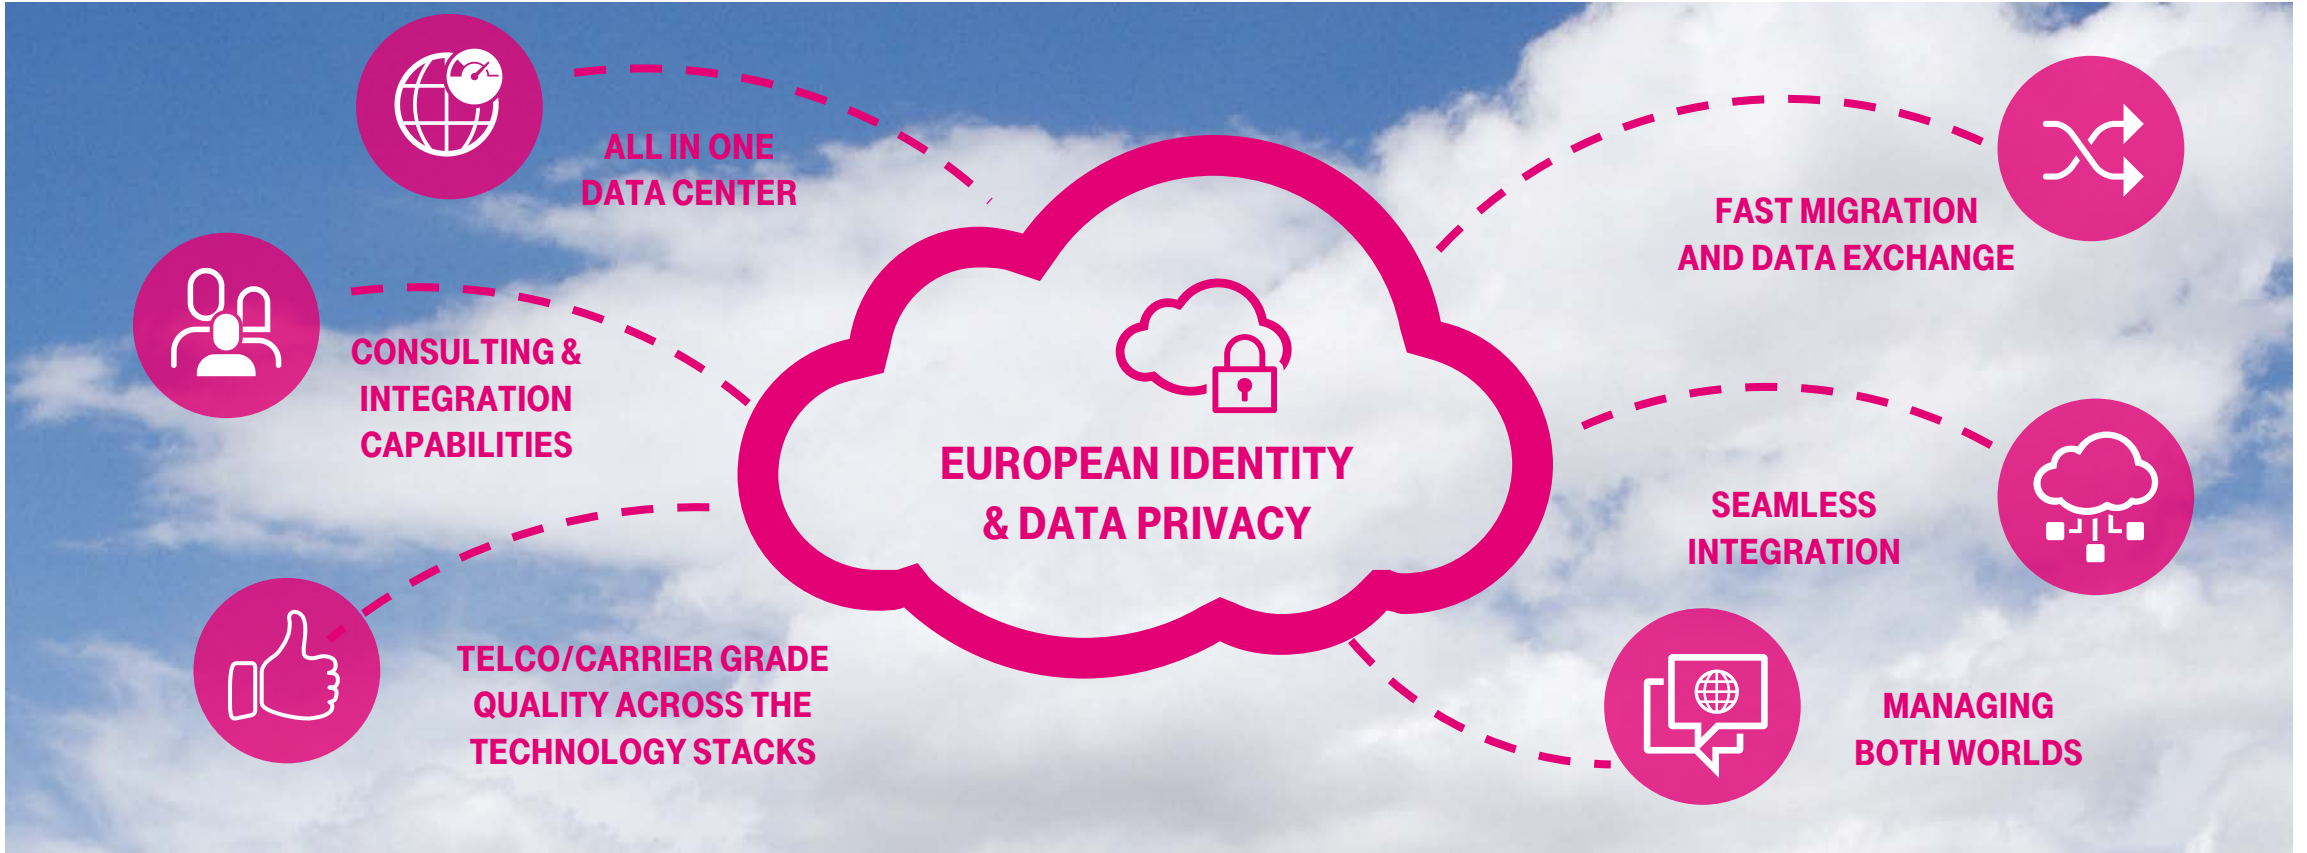 ALL IN ONE
DATA CENTER
CONSULTING &
INTEGRATION
CAPABILITIES
TELCO/CARRIER GRADE
QUALITY ACROSS THE
TECHNOLOGY STACKS
EUROPEAN IDENTITY
& DATA PRIVACY
FAST MIGRATION
AND DATA EXCHANGE
SEAMLESS
INTEGRATION
MANAGING
BOTH WORLDS